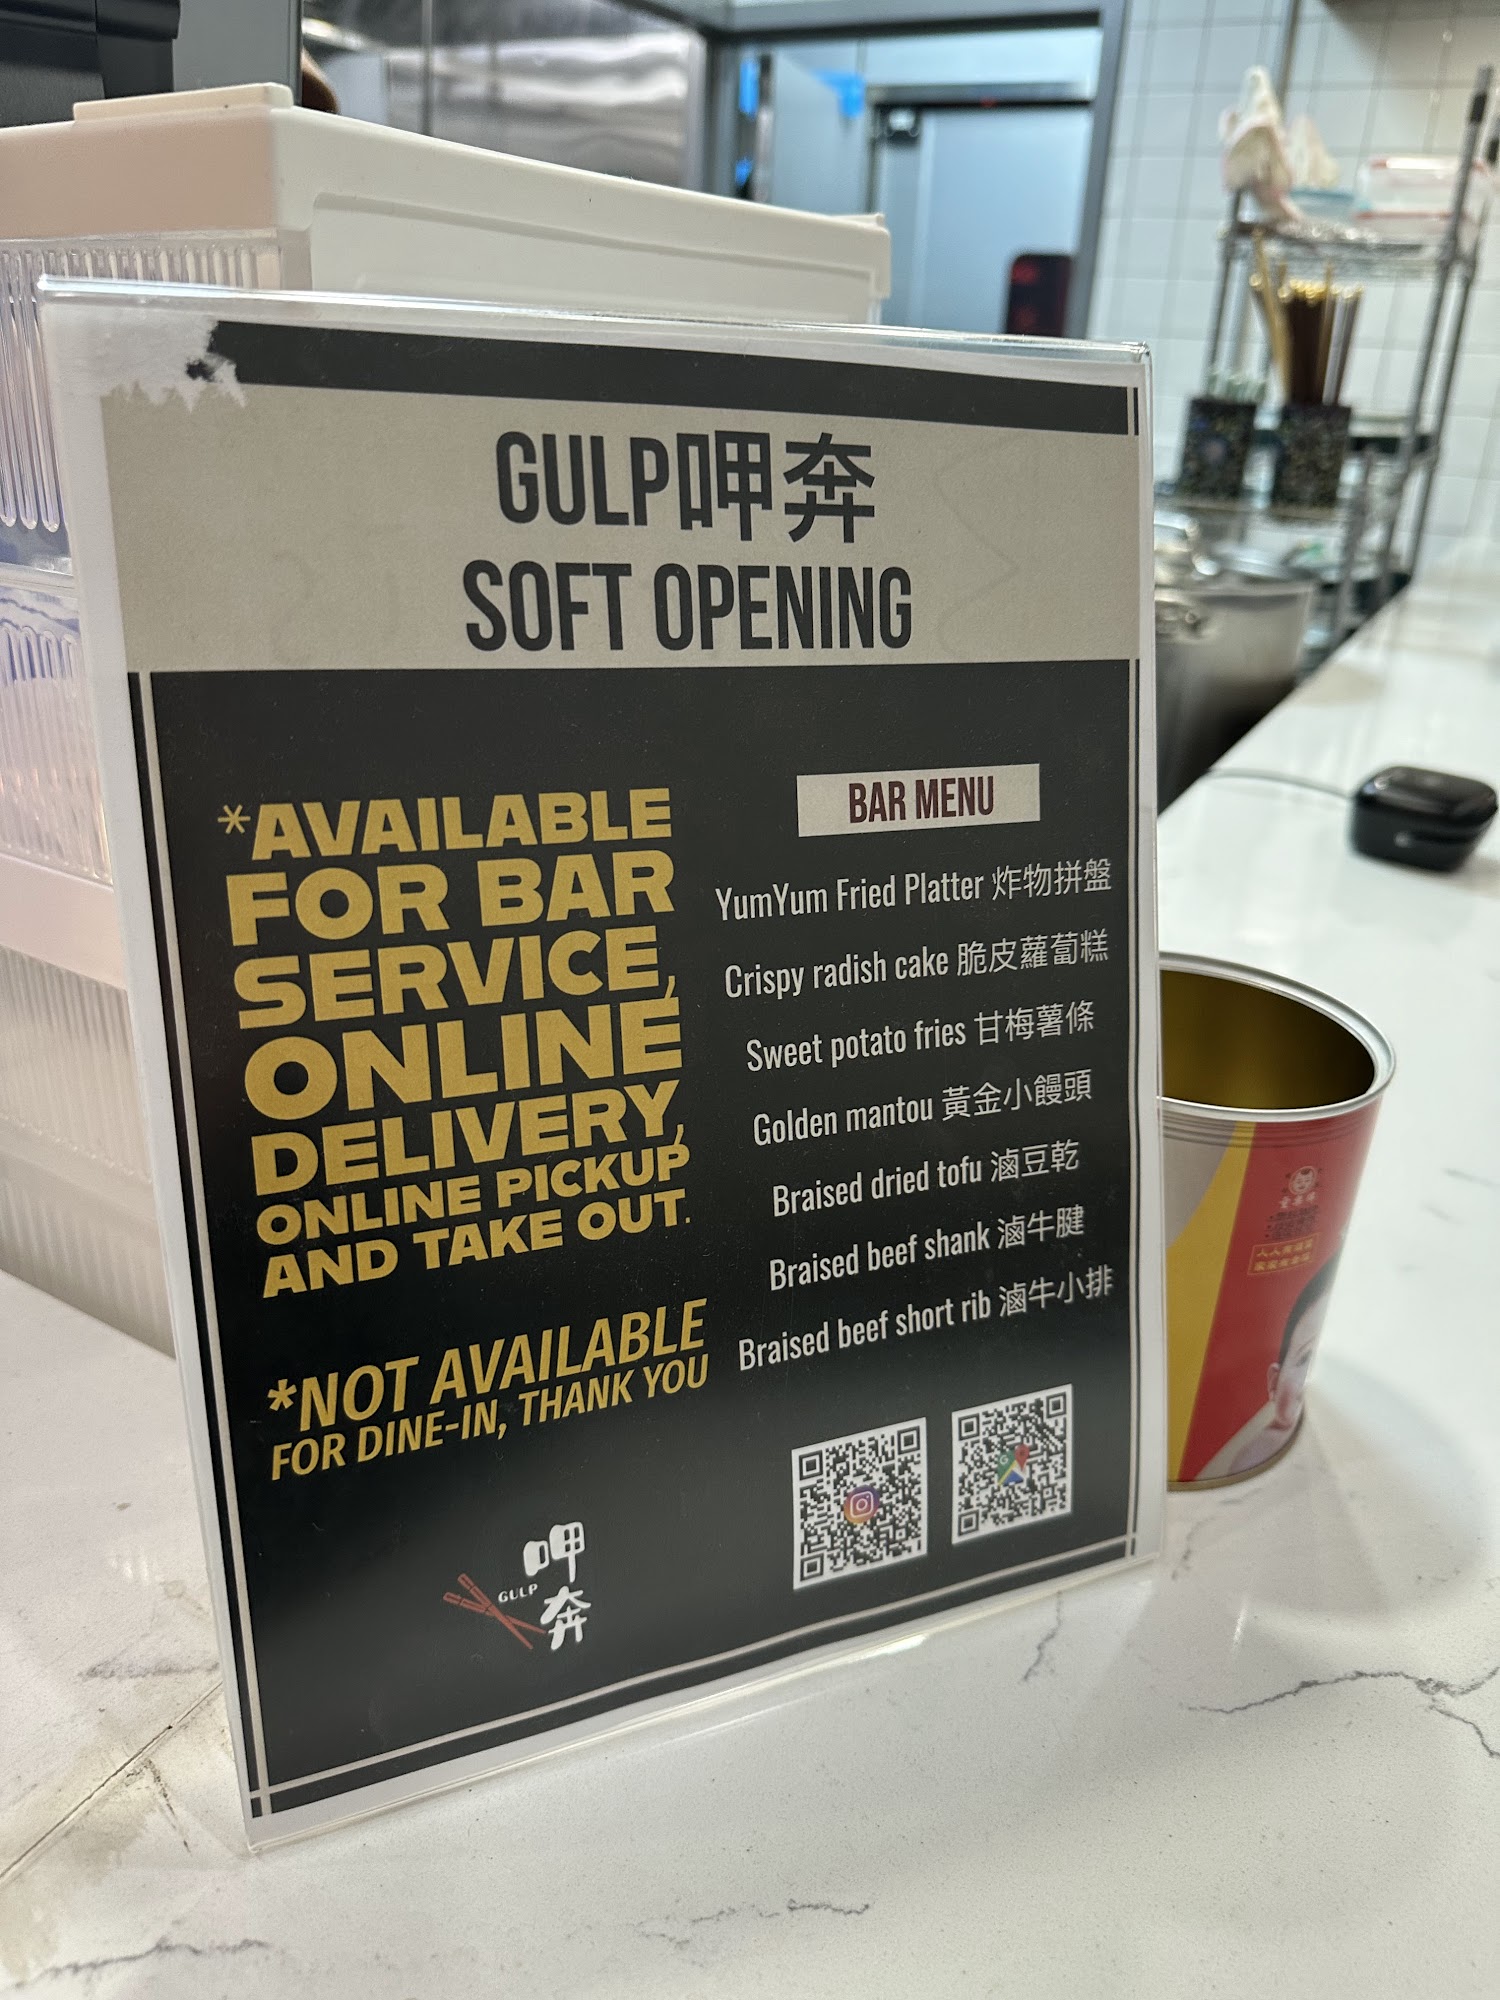 GULP呷奔
SOFT OPENING
*AVAILABLE
FOR BAR
SERVICE,
ONLINE
DELIVERY,
ONLINE PICKUP
AND TAKE OUT.
*NOT AVAILABLE
FOR DINE-IN, THANK YOU
BAR MENU
YumYum Fried Platter 炸物拼盤
Crispy radish cake 脆皮蘿蔔糕
Sweet potato fries 甘梅薯條
Golden mantou 黃金小饅頭
Braised dried tofu 滷豆乾
Braised beef shank 滷牛腱
Braised beef short rib 滷牛小排
呷
GULP
奔